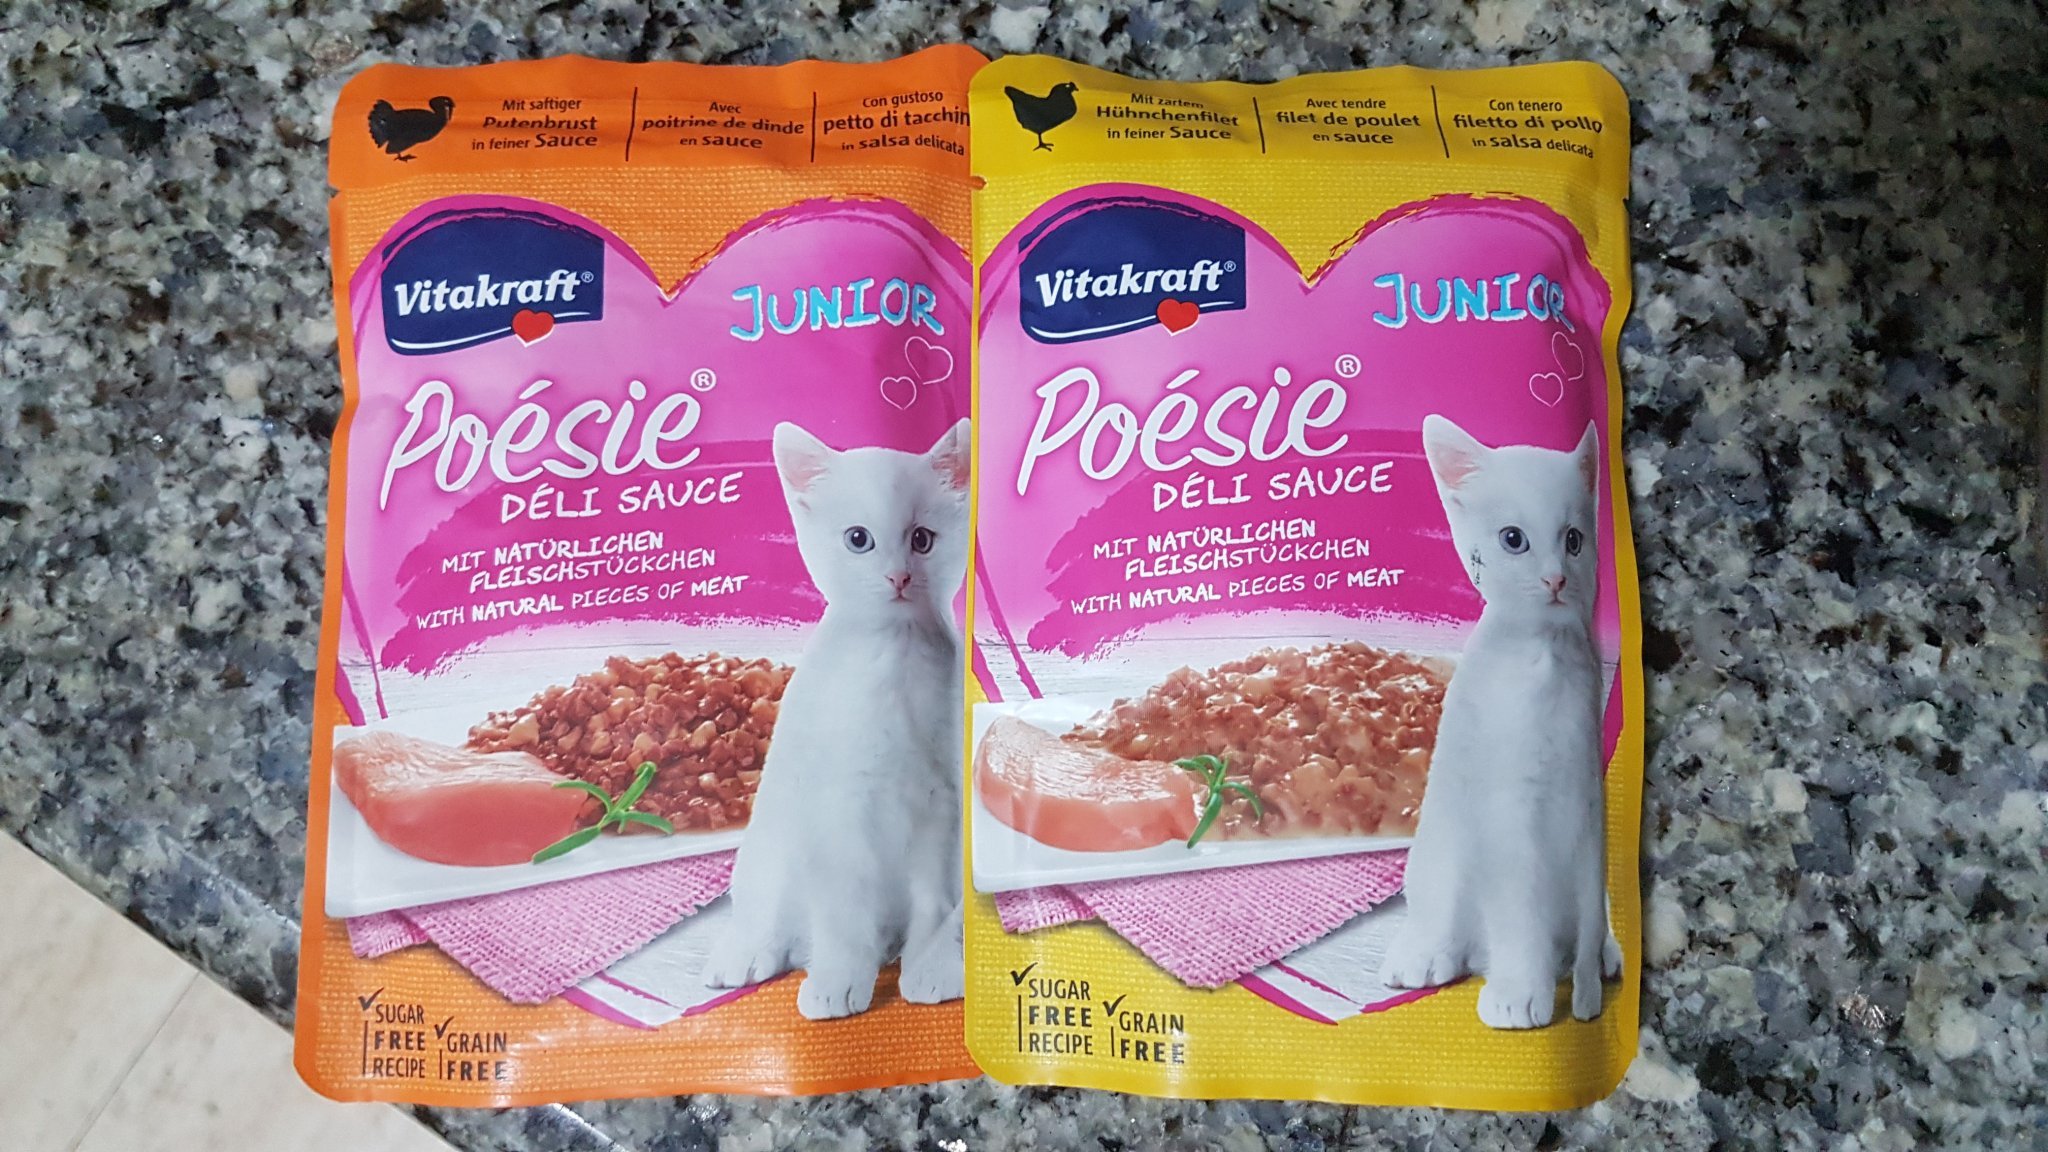 Mit saftiger
Putenbrust
in feiner Sauce
Avec
poitrine de dinde
en sauce
Con gustoso
petto di tacchin
in salsa delicata
Vitakraft®
JUNIOR
Poésie®
DÉLI SAUCE
MIT NATÜRLICHEN
FLEISCHSTÜCKCHEN
WITH NATURAL PIECES OF MEAT
SUGAR
FREE
RECIPE
GRAIN
FREE
Mit zartem
Hühnchenfilet
in feiner Sauce
Avec tendre
filet de poulet
en sauce
Con tenero
filetto di pollo
in salsa delicata
Vitakraft®
JUNIOR
Poésie®
DÉLI SAUCE
MIT NATÜRLICHEN
FLEISCHSTÜCKCHEN
WITH NATURAL PIECES OF MEAT
SUGAR
FREE
RECIPE
GRAIN
FREE